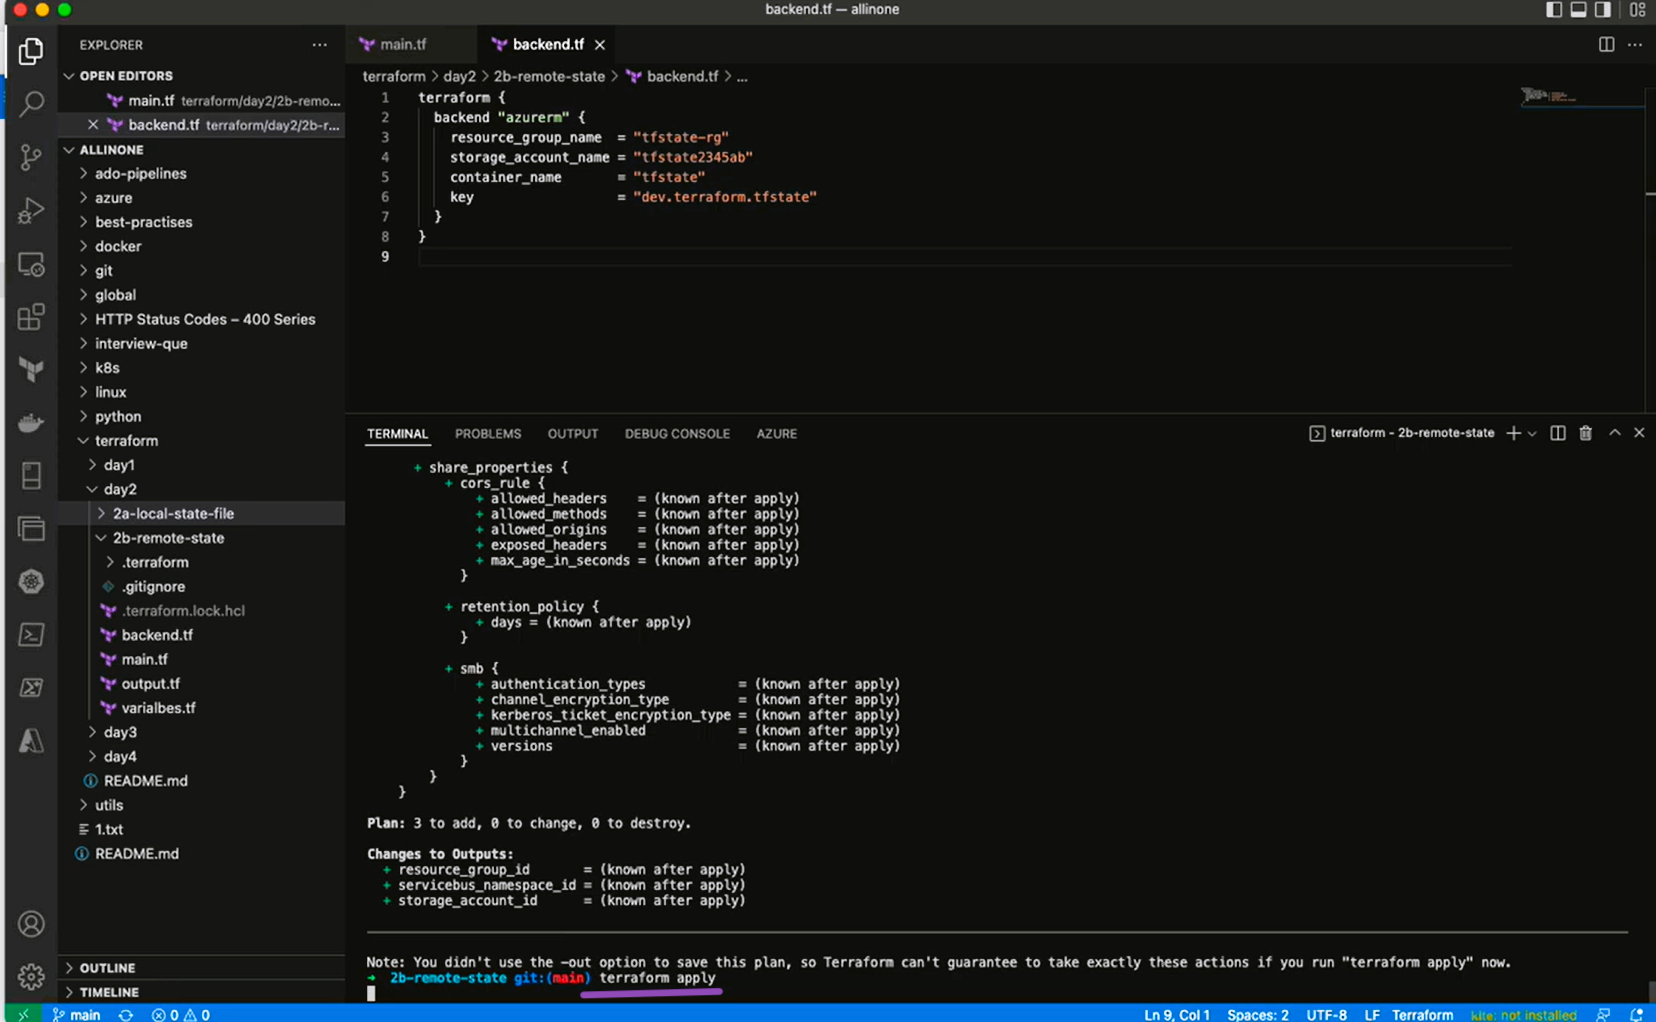 backend.tf — allinone
EXPLORER
OPEN EDITORS
main.tf terraform/day2/2b-remo...
backend.tf terraform/day2/2b-r...
ALLINONE
ado-pipelines
azure
best-practises
docker
git
global
HTTP Status Codes – 400 Series
interview-que
k8s
linux
python
terraform
day1
day2
2a-local-state-file
2b-remote-state
.terraform
.gitignore
.terraform.lock.hcl
backend.tf
main.tf
output.tf
varialbes.tf
day3
day4
README.md
utils
1.txt
README.md
OUTLINE
TIMELINE
main.tf backend.tf
terraform > day2 > 2b-remote-state > backend.tf > ...
1 terraform {
2 backend "azurerm" {
3 resource_group_name = "tfstate-rg"
4 storage_account_name = "tfstate2345ab"
5 container_name = "tfstate"
6 key = "dev.terraform.tfstate"
7 }
8 }
9
TERMINAL PROBLEMS OUTPUT DEBUG CONSOLE AZURE terraform - 2b-remote-state
+ share_properties {
+ cors_rule {
+ allowed_headers = (known after apply)
+ allowed_methods = (known after apply)
+ allowed_origins = (known after apply)
+ exposed_headers = (known after apply)
+ max_age_in_seconds = (known after apply)
}
+ retention_policy {
+ days = (known after apply)
}
+ smb {
+ authentication_types = (known after apply)
+ channel_encryption_type = (known after apply)
+ kerberos_ticket_encryption_type = (known after apply)
+ multichannel_enabled = (known after apply)
+ versions = (known after apply)
}
}
}
Plan: 3 to add, 0 to change, 0 to destroy.
Changes to Outputs:
+ resource_group_id = (known after apply)
+ servicebus_namespace_id = (known after apply)
+ storage_account_id = (known after apply)
Note: You didn't use the -out option to save this plan, so Terraform can't guarantee to take exactly these actions if you run "terraform apply" now.
→ 2b-remote-state git:(main) terraform apply
main 0 0 Ln 9, Col 1 Spaces: 2 UTF-8 LF Terraform kite: not installed